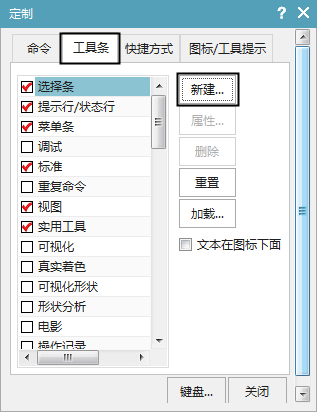 定制
命令 工具条 快捷方式 图标/工具提示
选择条
提示行/状态行
菜单条
调试
标准
重复命令
视图
实用工具
可视化
真实着色
可视化形状
形状分析
电影
操作记录
新建...
属性...
删除
重置
加载...
文本在图标下面
键盘... 关闭